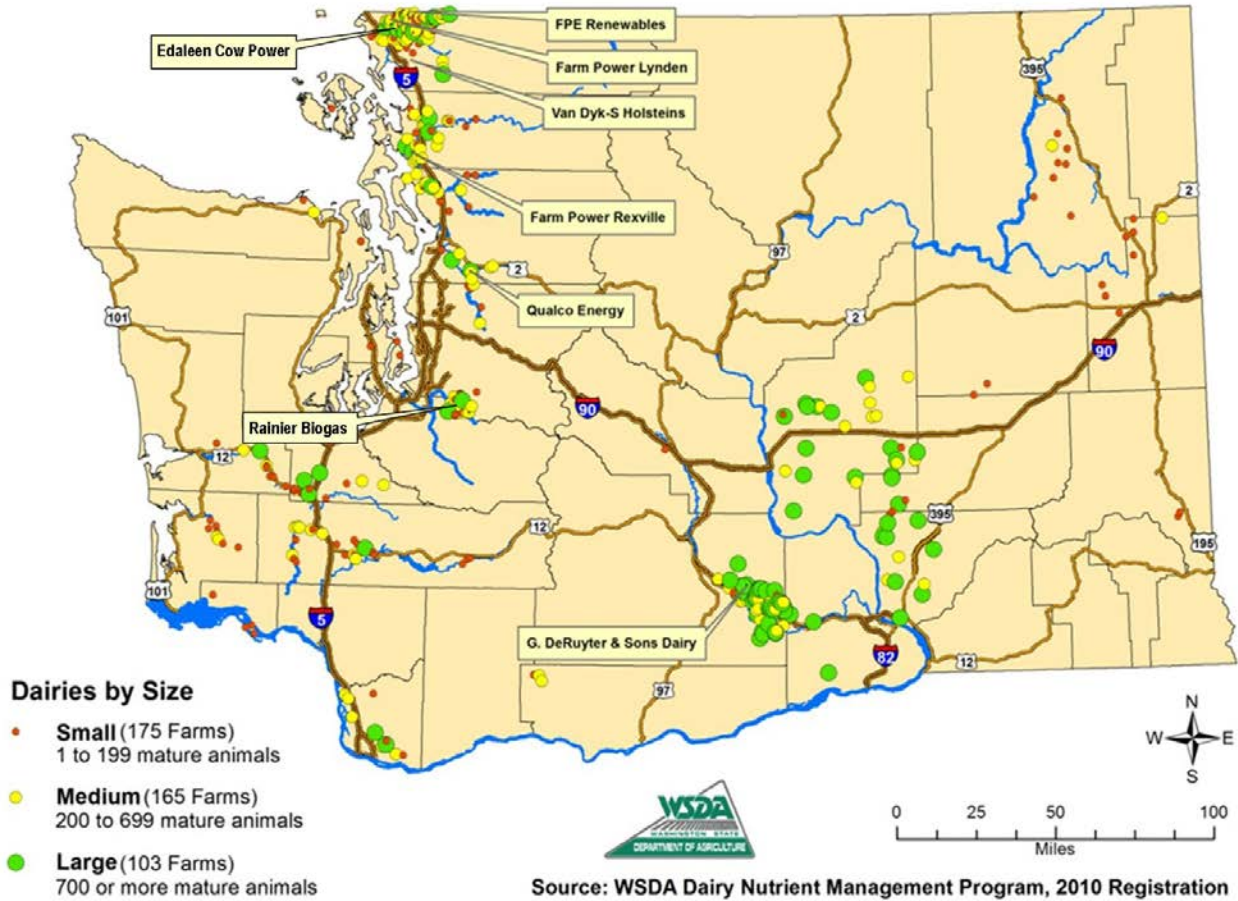 FPE Renewables
Edaleen Cow Power
Farm Power Lynden
395
5
Van Dyk-S Holsteins
2
Farm Power Rexville
97
2
101
Qualco Energy
2
90
90
Rainier Biogas
12
395
12
195
101
5
G. DeRuyter & Sons Dairy
82
12
97
Dairies by Size
Small (175 Farms)
1 to 199 mature animals
Medium (165 Farms)
200 to 699 mature animals
Large (103 Farms)
700 or more mature animals
WSDA
WASHINGTON STATE
DEPARTMENT OF AGRICULTURE
N
W E
S
0 25 50 100
Miles
Source: WSDA Dairy Nutrient Management Program, 2010 Registration